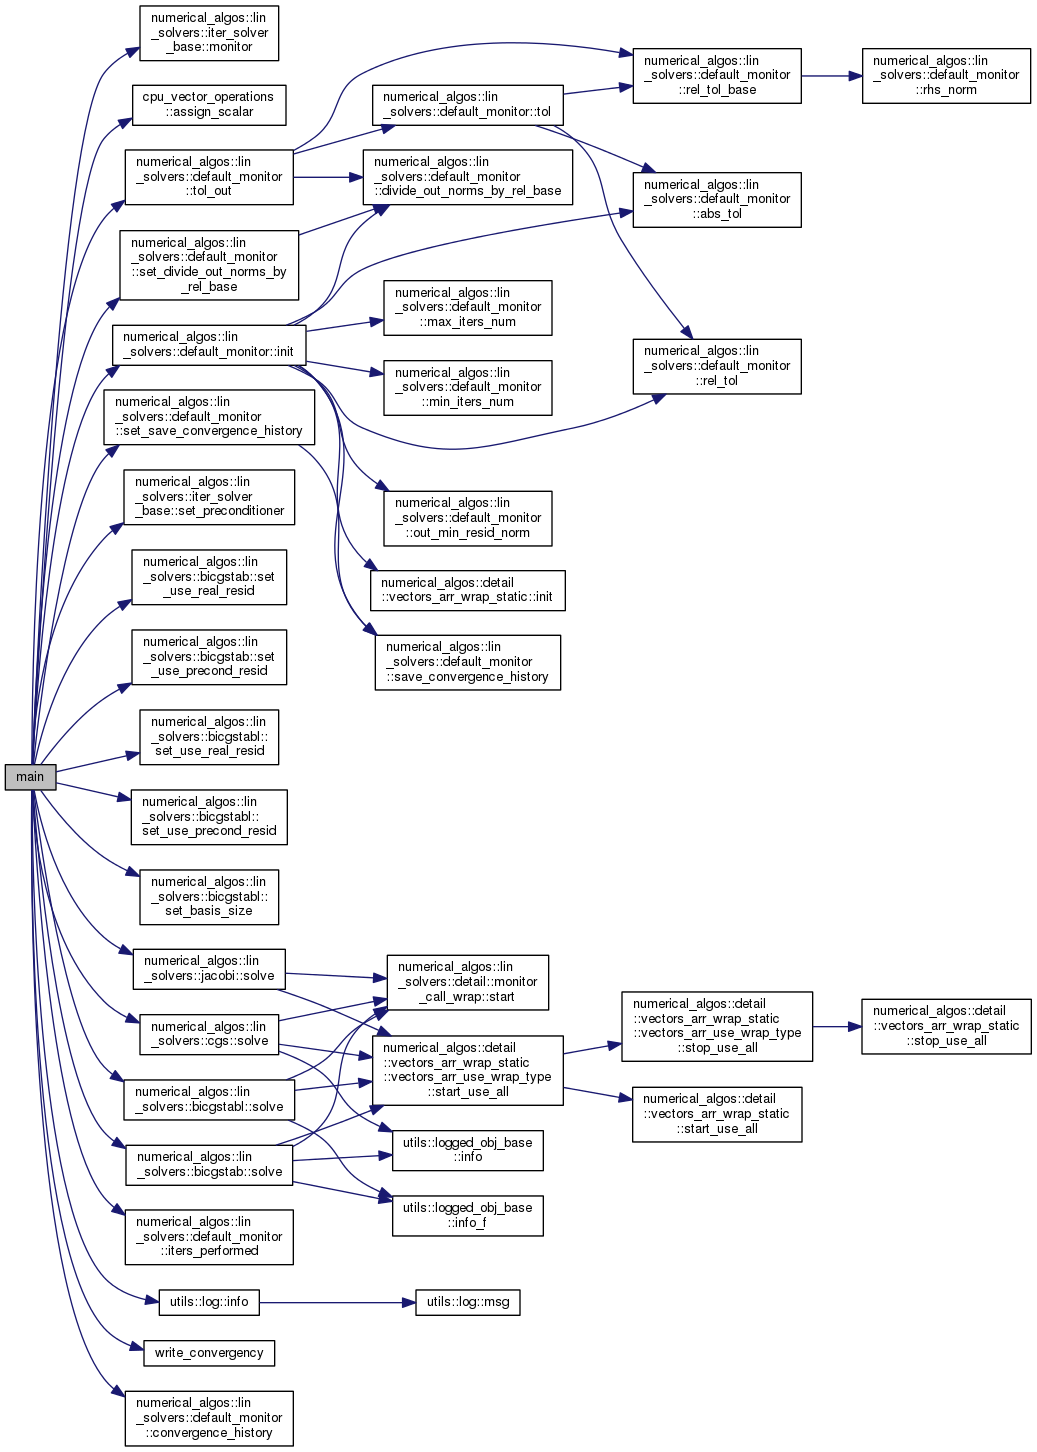 numerical_algos::lin
_solvers::iter_solver
_base::monitor
cpu_vector_operations
::assign_scalar
numerical_algos::lin
_solvers::default_monitor
::tol_out
numerical_algos::lin
_solvers::default_monitor
::set_divide_out_norms_by
_rel_base
numerical_algos::lin
_solvers::default_monitor::init
numerical_algos::lin
_solvers::default_monitor
::set_save_convergence_history
numerical_algos::lin
_solvers::iter_solver
_base::set_preconditioner
numerical_algos::lin
_solvers::bicgstab::set
_use_real_resid
numerical_algos::lin
_solvers::bicgstab::set
_use_precond_resid
numerical_algos::lin
_solvers::bicgstabl::
set_use_real_resid
main
numerical_algos::lin
_solvers::bicgstabl::
set_use_precond_resid
numerical_algos::lin
_solvers::bicgstabl::
set_basis_size
numerical_algos::lin
_solvers::jacobi::solve
numerical_algos::lin
_solvers::cgs::solve
numerical_algos::lin
_solvers::bicgstabl::solve
numerical_algos::lin
_solvers::bicgstab::solve
numerical_algos::lin
_solvers::default_monitor
::iters_performed
utils::log::info
write_convergency
numerical_algos::lin
_solvers::default_monitor
::convergence_history
numerical_algos::lin
_solvers::default_monitor::tol
numerical_algos::lin
_solvers::default_monitor
::divide_out_norms_by_rel_base
numerical_algos::lin
_solvers::default_monitor
::max_iters_num
numerical_algos::lin
_solvers::default_monitor
::min_iters_num
numerical_algos::lin
_solvers::default_monitor
::out_min_resid_norm
numerical_algos::detail
::vectors_arr_wrap_static::init
numerical_algos::lin
_solvers::default_monitor
::save_convergence_history
numerical_algos::lin
_solvers::detail::monitor
_call_wrap::start
numerical_algos::detail
::vectors_arr_wrap_static
::vectors_arr_use_wrap_type
::start_use_all
utils::logged_obj_base
::info
utils::logged_obj_base
::info_f
utils::log::msg
numerical_algos::lin
_solvers::default_monitor
::rel_tol_base
numerical_algos::lin
_solvers::default_monitor
::abs_tol
numerical_algos::lin
_solvers::default_monitor
::rel_tol
numerical_algos::detail
::vectors_arr_wrap_static
::vectors_arr_use_wrap_type
::stop_use_all
numerical_algos::detail
::vectors_arr_wrap_static
::start_use_all
numerical_algos::lin
_solvers::default_monitor
::rhs_norm
numerical_algos::detail
::vectors_arr_wrap_static
::stop_use_all